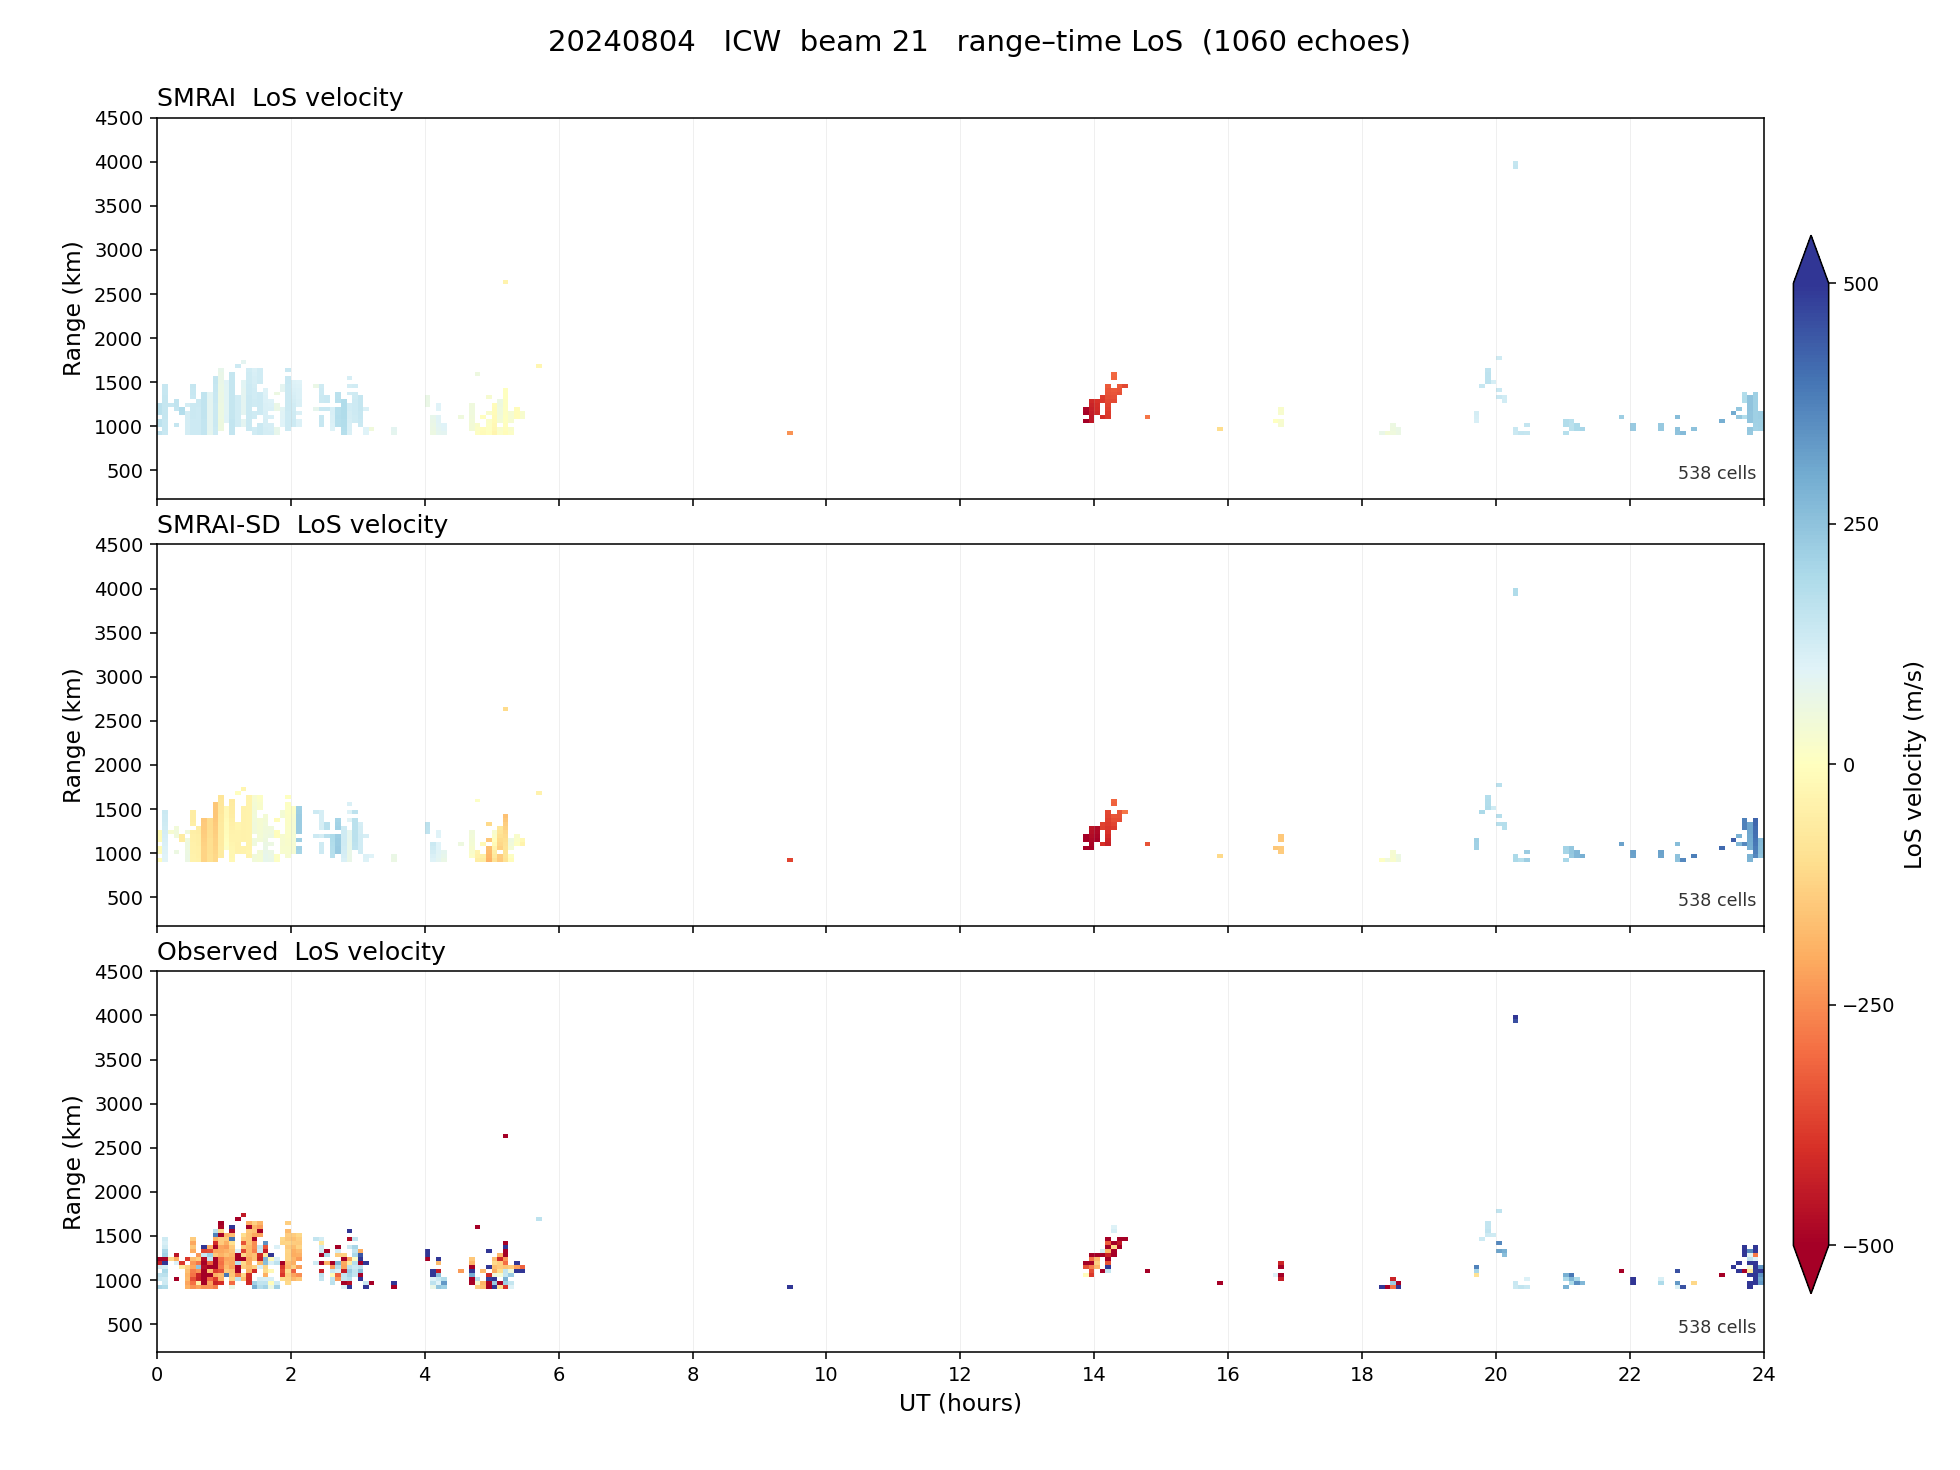 20240804 ICW beam 21 range–time LoS (1060 echoes)
SMRAI LoS velocity
4500
4000
3500
3000
2500
2000
1500
1000
500
Range (km)
538 cells
SMRAI-SD LoS velocity
4500
4000
3500
3000
2500
2000
1500
1000
500
Range (km)
538 cells
Observed LoS velocity
4500
4000
3500
3000
2500
2000
1500
1000
500
Range (km)
538 cells
0 2 4 6 8 10 12 14 16 18 20 22 24
UT (hours)
500
250
0
−250
−500
LoS velocity (m/s)